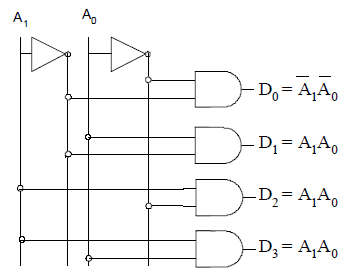 A₁ A₀
D₀ = A̅₁A̅₀
D₁ = A₁A₀
D₂ = A₁A₀
D₃ = A₁A₀